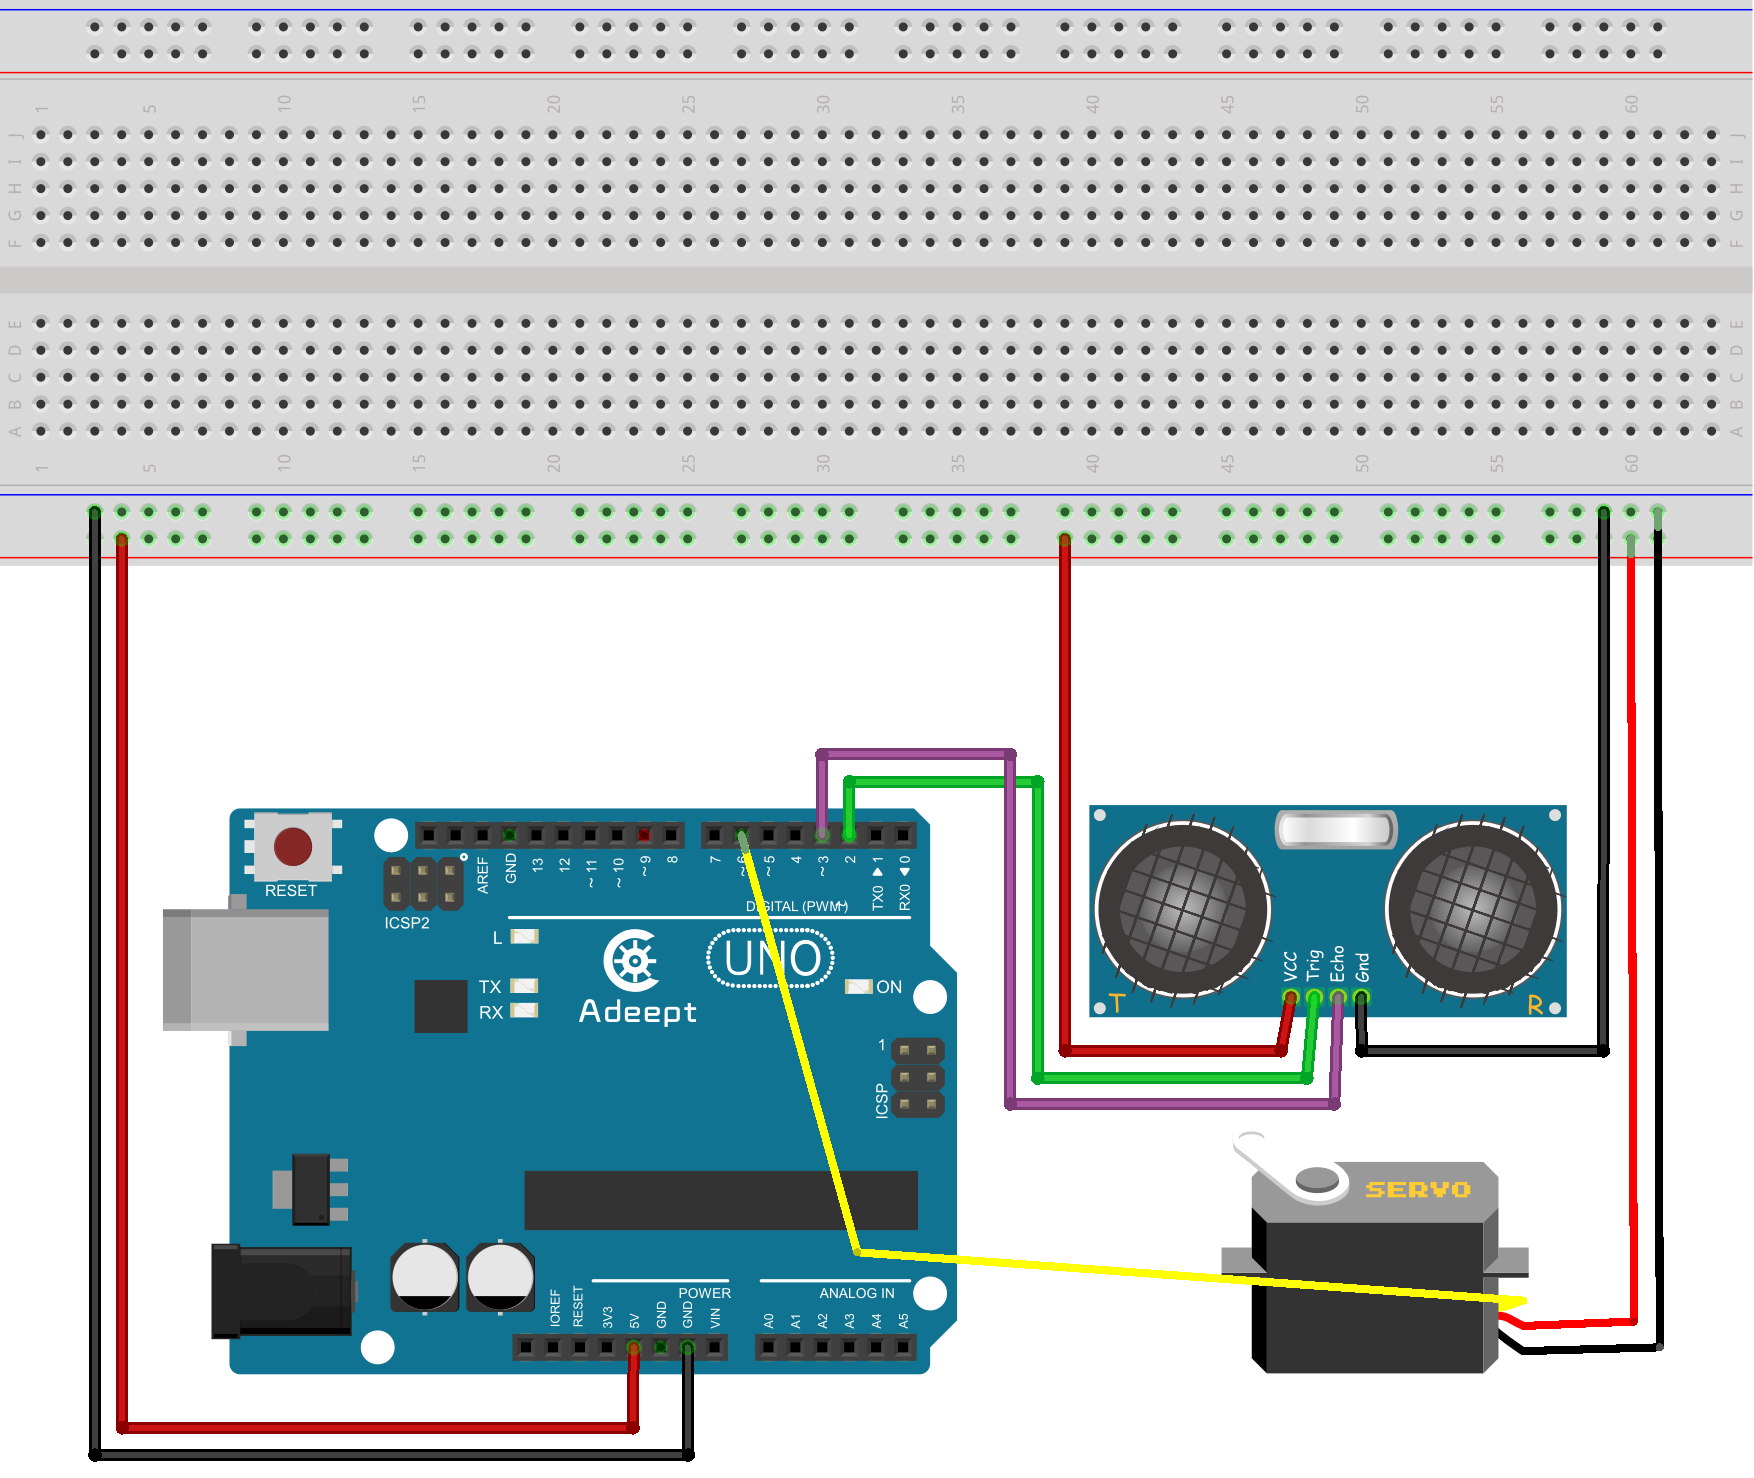 1 5 10 15 20 25 30 35 40 45 50 55 60
J J
I I
H H
G G
F F
E E
D D
C C
B B
A A
1 5 10 15 20 25 30 35 40 45 50 55 60
RESET
ICSP2
AREF GND 13 12 ~11 ~10 ~9 8 7 ~6 ~5 4 ~3 2 TX0 ▶ 1 RX0 ◀ 0
DIGITAL (PWM~)
L
TX
RX
Adeept
UNO
ON
1
ICSP
VCC Trig Echo Gnd
T R
SERVO
POWER ANALOG IN
IOREF RESET 3V3 5V GND GND VIN A0 A1 A2 A3 A4 A5